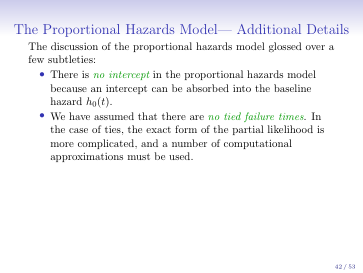 The Proportional Hazards Model— Additional Details
The discussion of the proportional hazards model glossed over a
few subtleties:
• There is no intercept in the proportional hazards model
because an intercept can be absorbed into the baseline
hazard h₀(t).
• We have assumed that there are no tied failure times. In
the case of ties, the exact form of the partial likelihood is
more complicated, and a number of computational
approximations must be used.
42 / 53